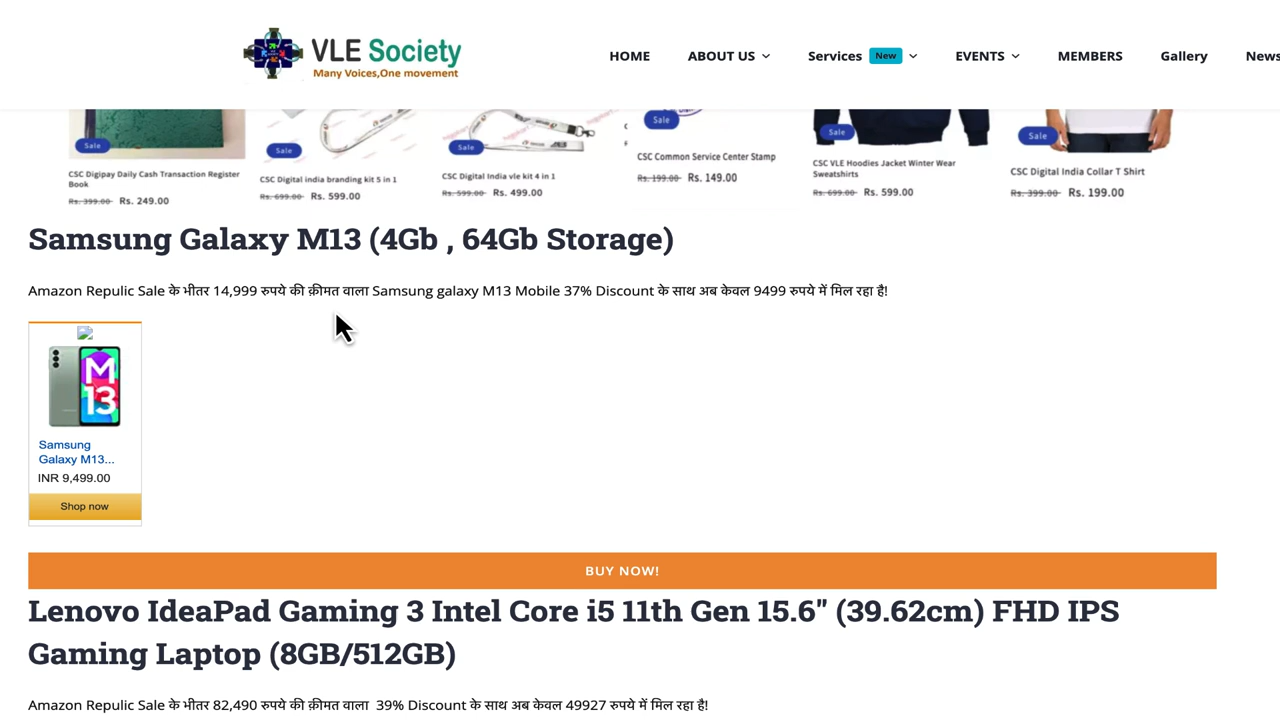 VLE Society
Many Voices,One movement
HOME
ABOUT US
Services New
EVENTS
MEMBERS
Gallery
News
Sale
Sale
Sale
Sale
Sale
Sale
CSC Digipay Daily Cash Transaction Register
Book
Rs. 399.00 Rs. 249.00
CSC Digital india branding kit 5 in 1
Rs. 699.00 Rs. 599.00
CSC Digital India vle kit 4 in 1
Rs. 599.00 Rs. 499.00
CSC Common Service Center Stamp
Rs. 199.00 Rs. 149.00
CSC VLE Hoodies Jacket Winter Wear
Sweatshirts
Rs. 699.00 Rs. 599.00
CSC Digital India Collar T Shirt
Rs. 399.00 Rs. 199.00
Samsung Galaxy M13 (4Gb , 64Gb Storage)
Amazon Repulic Sale के भीतर 14,999 रुपये की क़ीमत वाला Samsung galaxy M13 Mobile 37% Discount के साथ अब केवल 9499 रुपये में मिल रहा है!
M
13
Samsung
Galaxy M13...
INR 9,499.00
Shop now
BUY NOW!
Lenovo IdeaPad Gaming 3 Intel Core i5 11th Gen 15.6" (39.62cm) FHD IPS
Gaming Laptop (8GB/512GB)
Amazon Repulic Sale के भीतर 82,490 रुपये की क़ीमत वाला 39% Discount के साथ अब केवल 49927 रुपये में मिल रहा है!